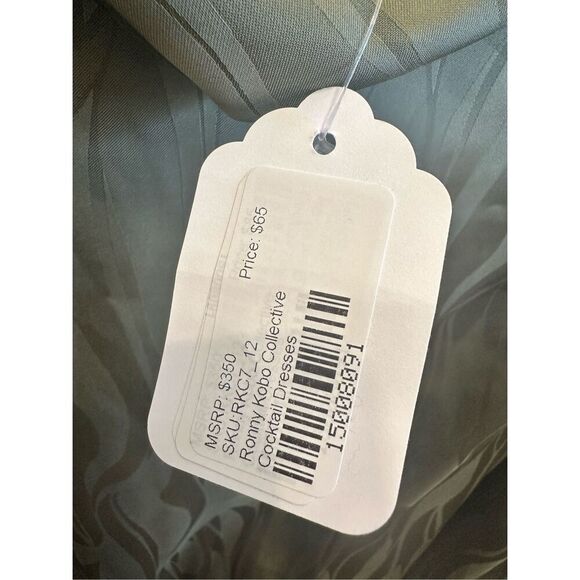 MSRP: $350
SKU:RKC7_12 Price: $65
Ronny Kobo Collective
Cocktail Dresses
15008091